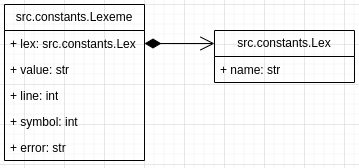 src.constants.Lexeme
+ lex: src.constants.Lex
+ value: str
+ line: int
+ symbol: int
+ error: str
src.constants.Lex
+ name: str